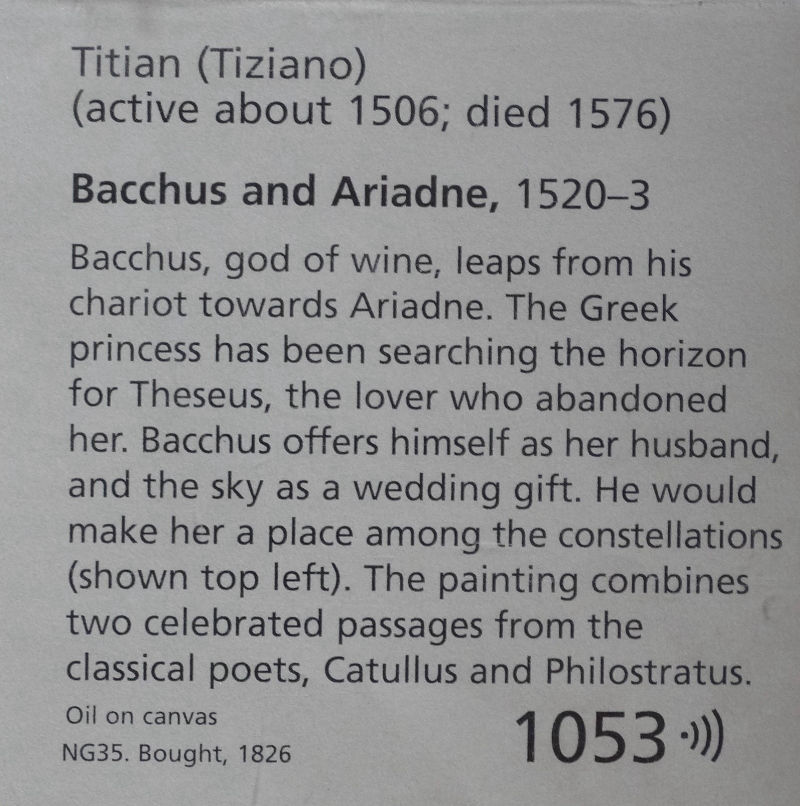 Titian (Tiziano)
(active about 1506; died 1576)
Bacchus and Ariadne, 1520–3
Bacchus, god of wine, leaps from his
chariot towards Ariadne. The Greek
princess has been searching the horizon
for Theseus, the lover who abandoned
her. Bacchus offers himself as her husband,
and the sky as a wedding gift. He would
make her a place among the constellations
(shown top left). The painting combines
two celebrated passages from the
classical poets, Catullus and Philostratus.
Oil on canvas
NG35. Bought, 1826
1053